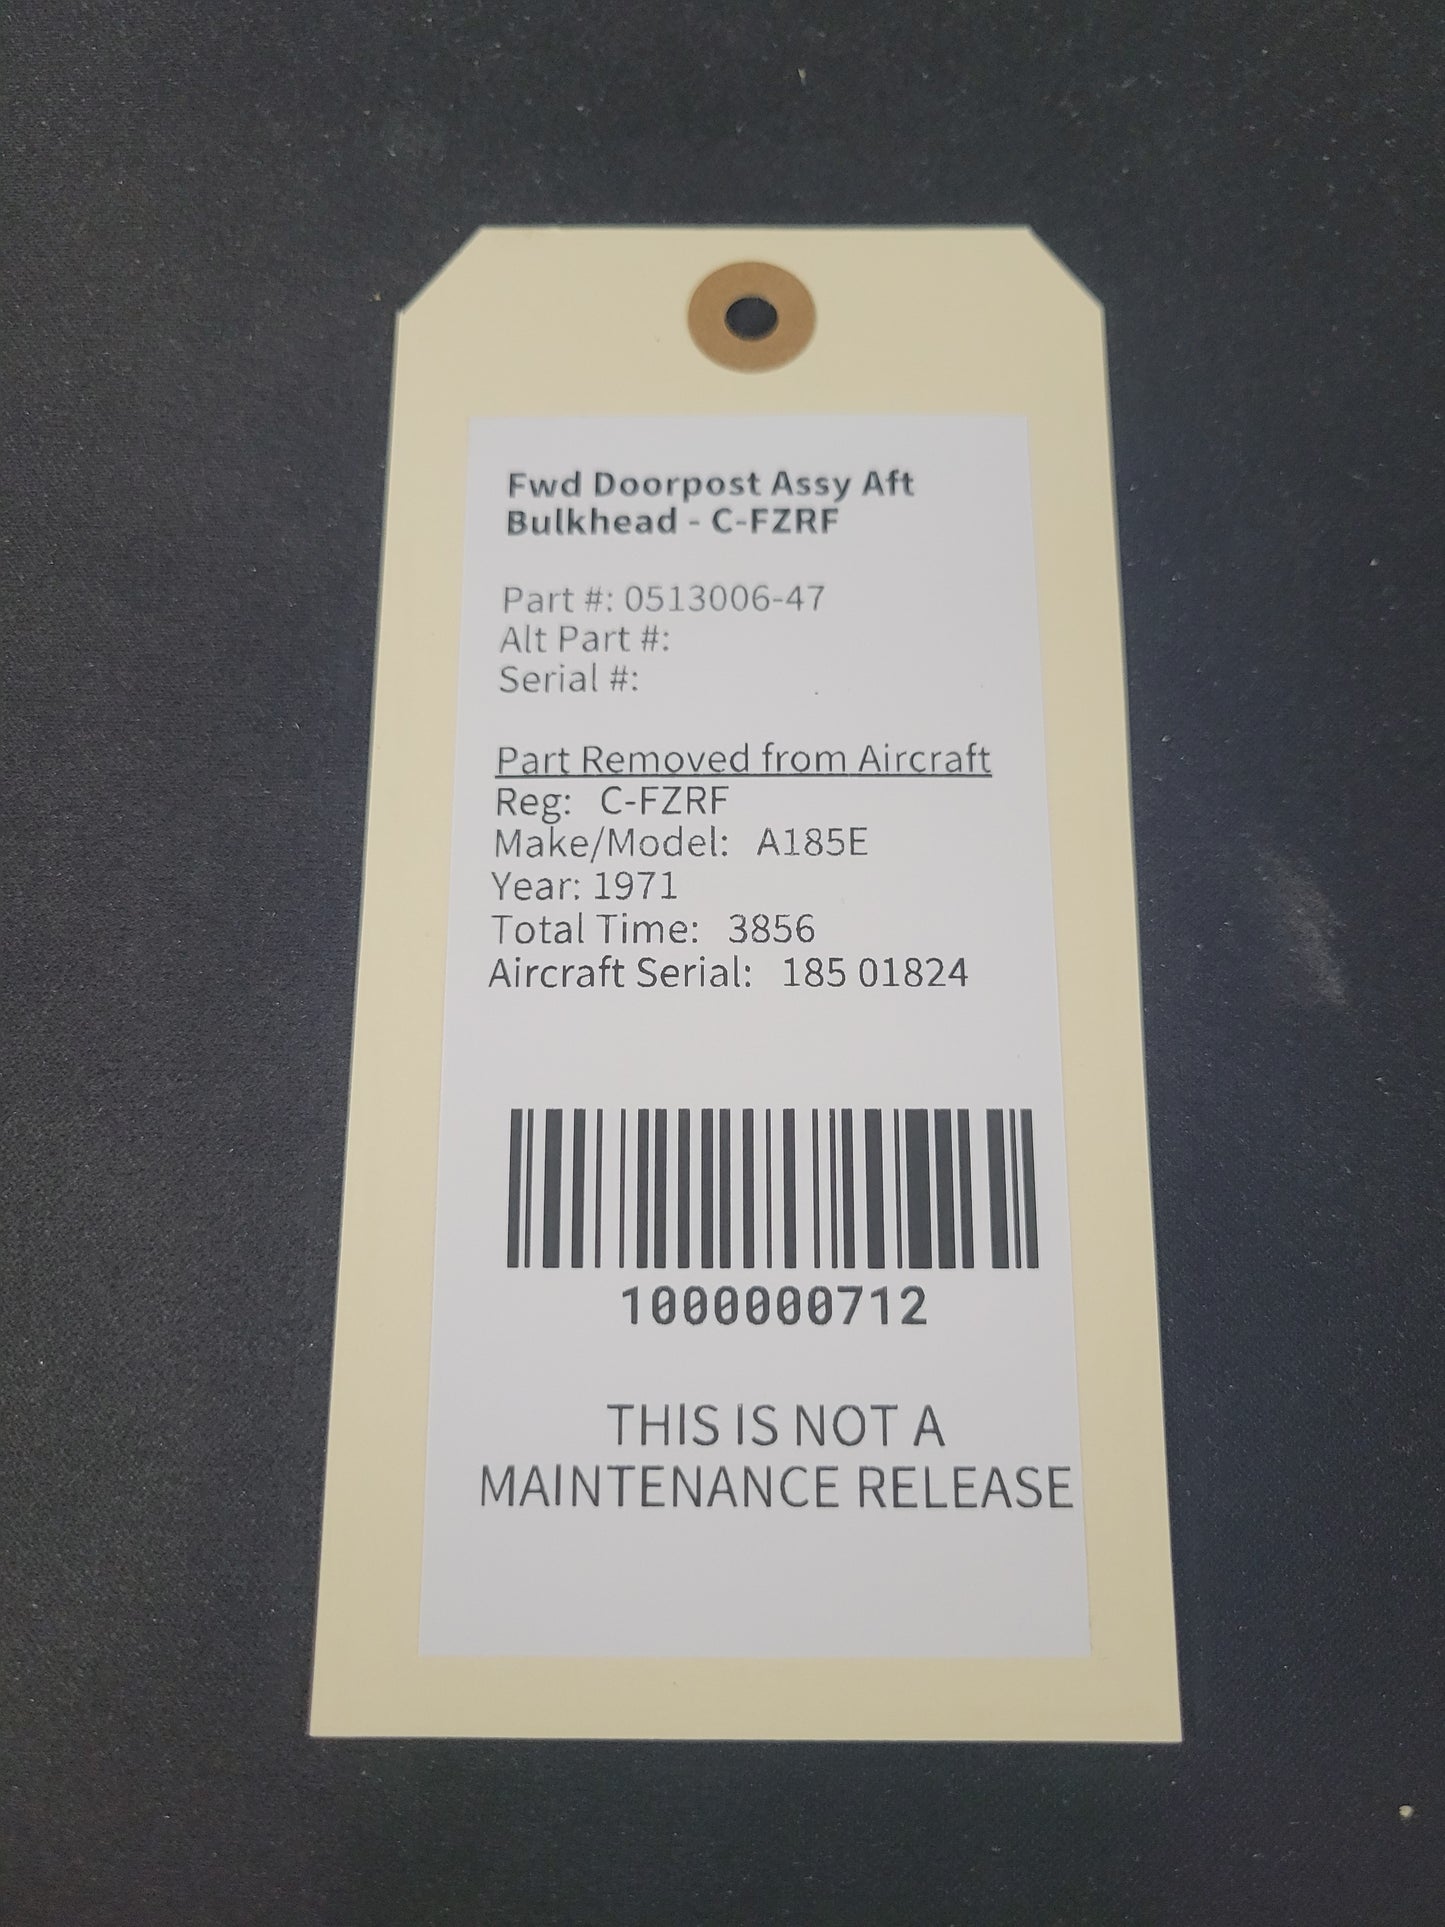 Fwd Doorpost Assy Aft
Bulkhead - C-FZRF
Part #: 0513006-47
Alt Part #:
Serial #:
Part Removed from Aircraft
Reg: C-FZRF
Make/Model: A185E
Year: 1971
Total Time: 3856
Aircraft Serial: 185 01824
1000000712
THIS IS NOT A
MAINTENANCE RELEASE